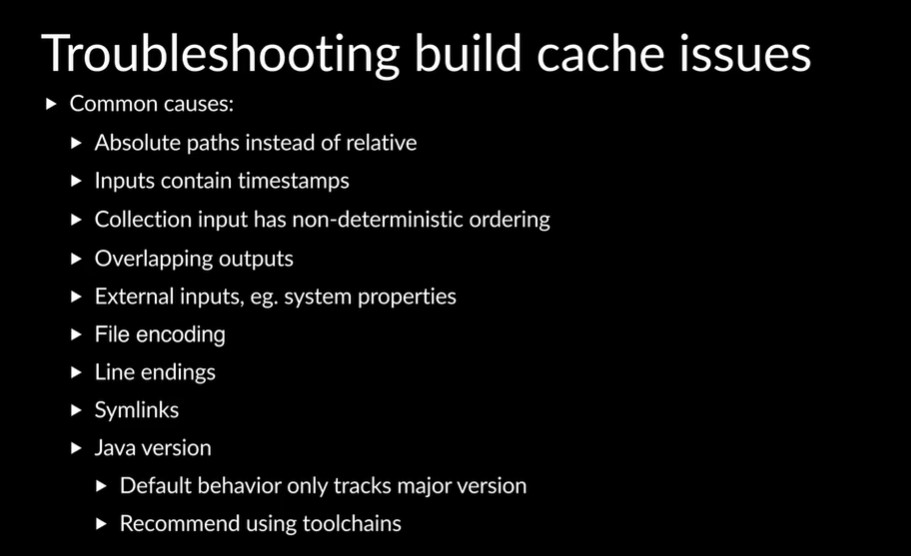 Troubleshooting build cache issues
Common causes:
Absolute paths instead of relative
Inputs contain timestamps
Collection input has non-deterministic ordering
Overlapping outputs
External inputs, eg. system properties
File encoding
Line endings
Symlinks
Java version
Default behavior only tracks major version
Recommend using toolchains